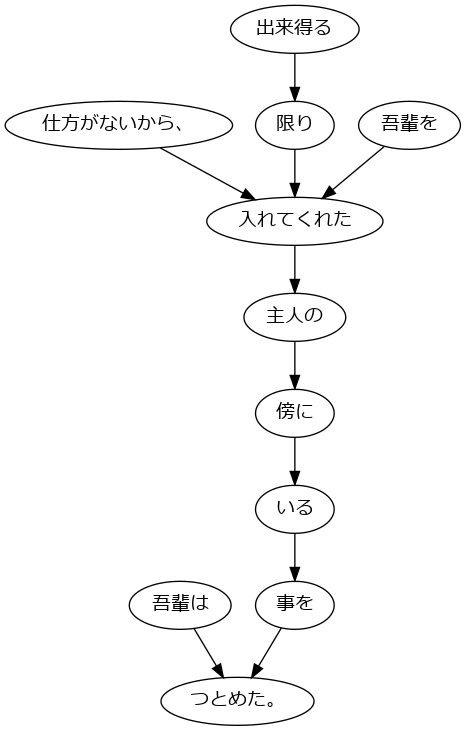 出来得る
仕方がないから、
限り
吾輩を
入れてくれた
主人の
傍に
いる
吾輩は
事を
つとめた。